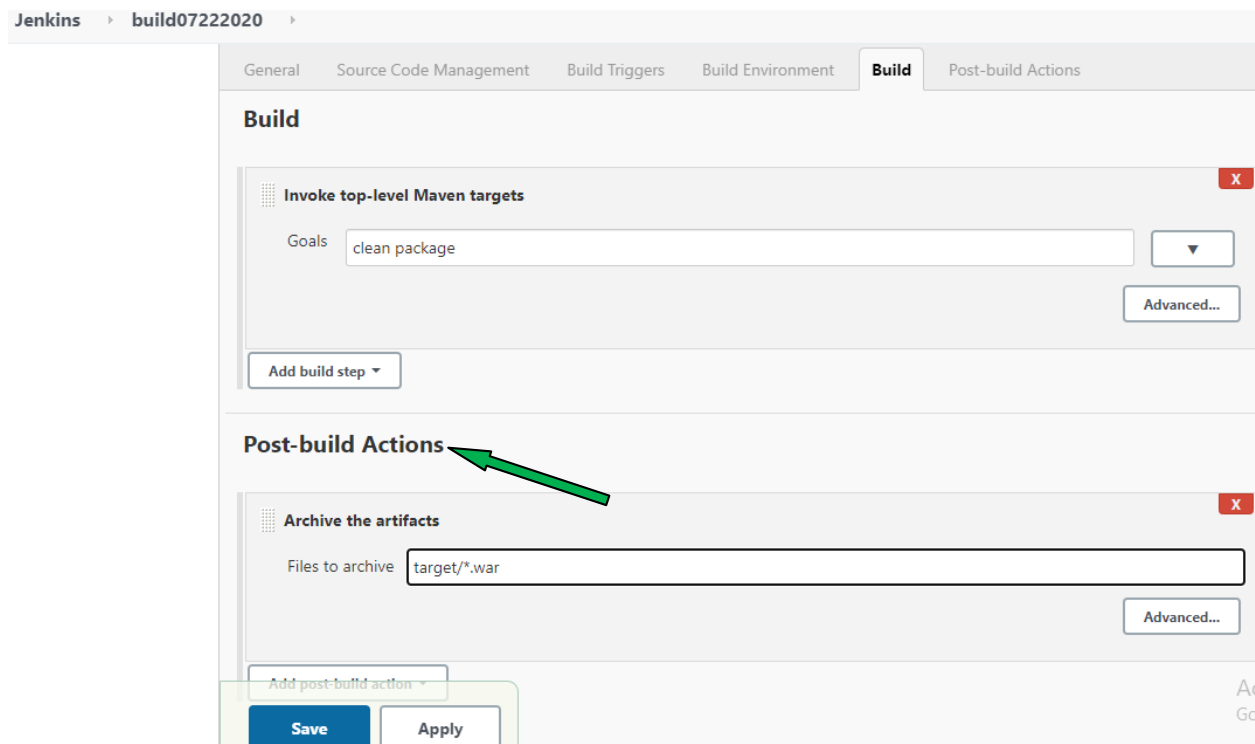 Jenkins › build07222020 ›
General Source Code Management Build Triggers Build Environment Build Post-build Actions
Build
X
Invoke top-level Maven targets
Goals clean package ▼
Advanced...
Add build step
Post-build Actions
X
Archive the artifacts
Files to archive target/*.war
Advanced...
Add post-build action
Save Apply